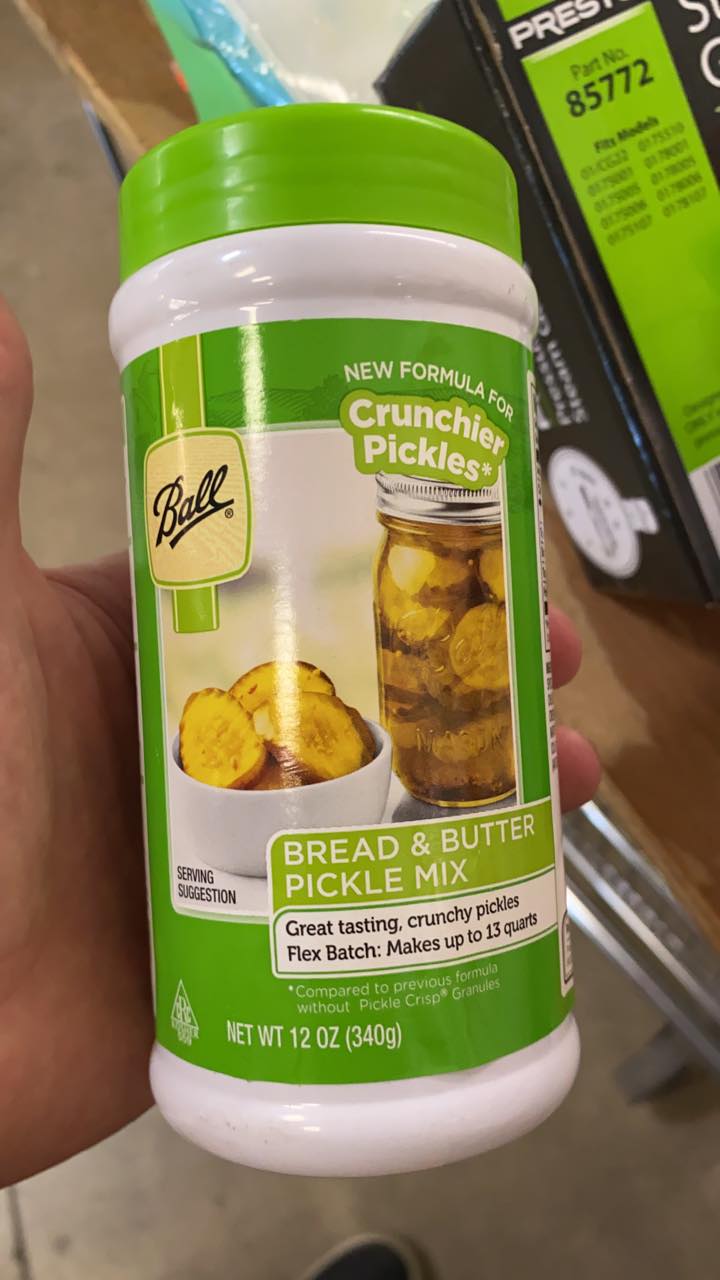 NEW FORMULA FOR
Crunchier
Pickles*
Ball®
MASON
SERVING
SUGGESTION
BREAD & BUTTER
PICKLE MIX
Great tasting, crunchy pickles
Flex Batch: Makes up to 13 quarts
*Compared to previous formula
without Pickle Crisp® Granules
NET WT 12 OZ (340g)
Part No.
85772
Fits Models